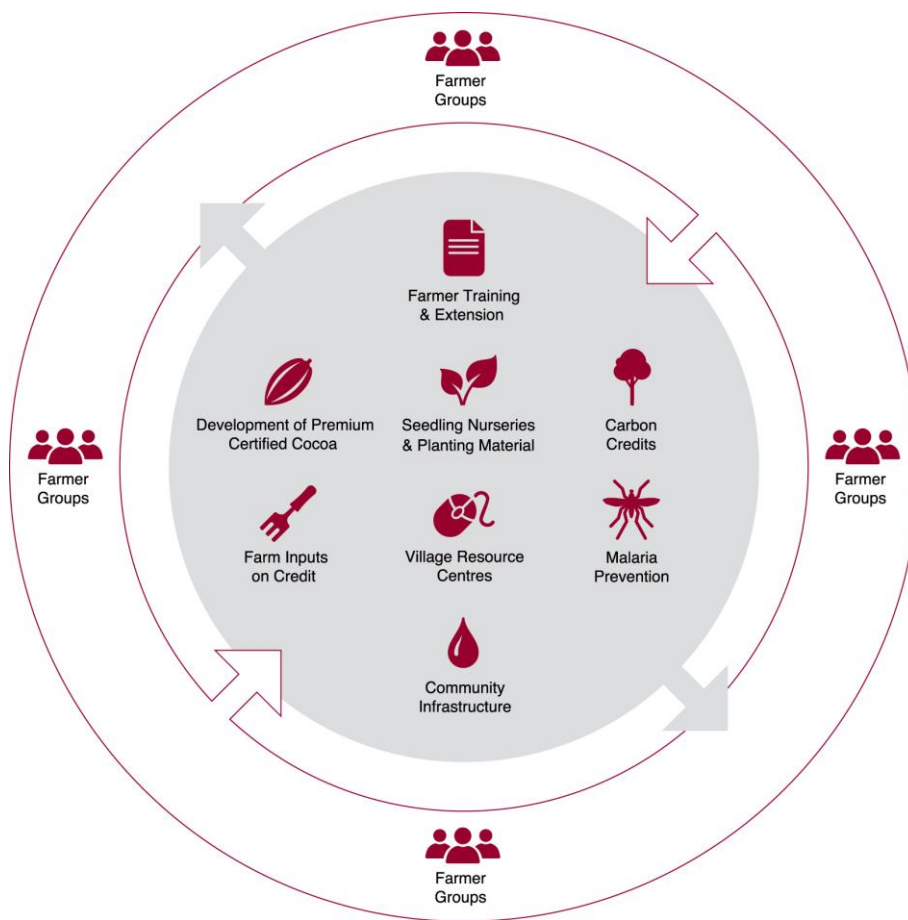 Farmer
Groups
Farmer Training
& Extension
Development of Premium
Certified Cocoa
Seedling Nurseries
& Planting Material
Carbon
Credits
Farmer
Groups
Farmer
Groups
Farm Inputs
on Credit
Village Resource
Centres
Malaria
Prevention
Community
Infrastructure
Farmer
Groups